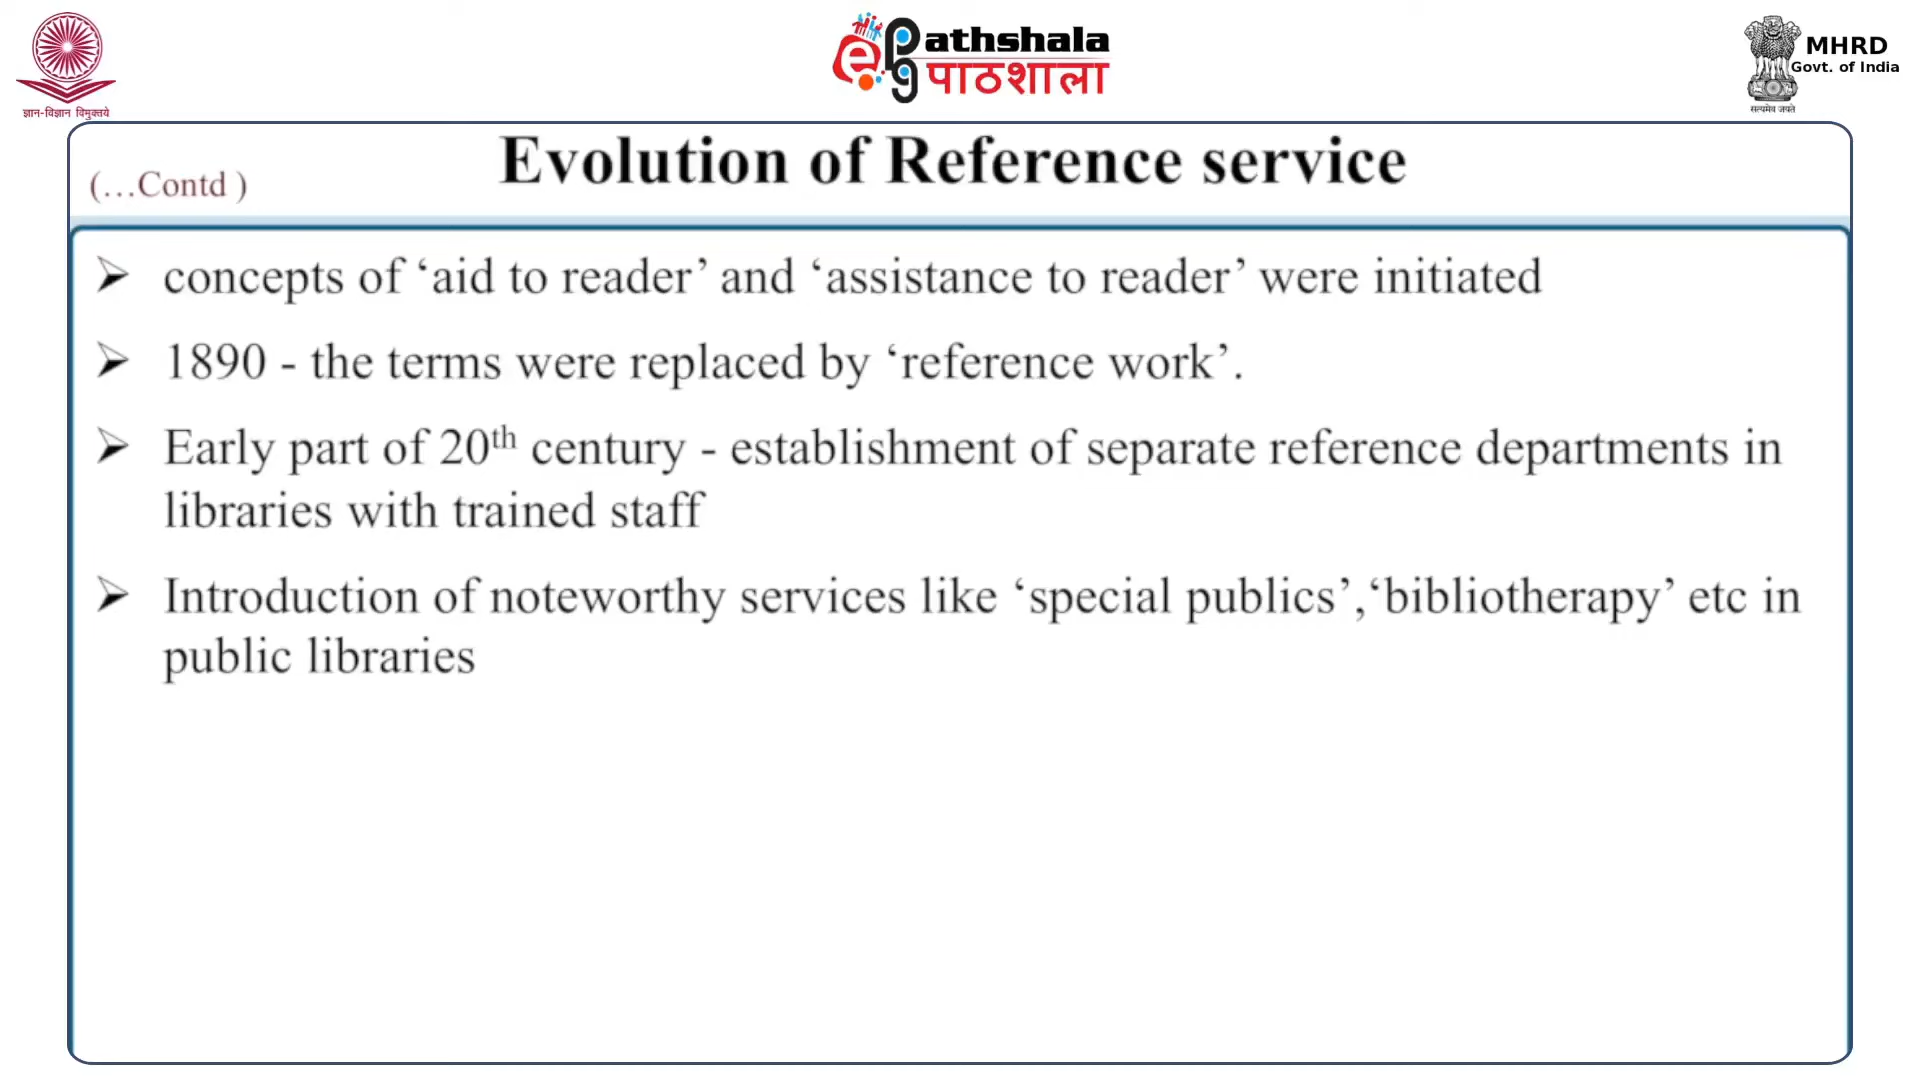 ज्ञान-विज्ञान विमुक्तये
ePathshala
पाठशाला
MHRD
Govt. of India
सत्यमेव जयते
(...Contd )
Evolution of Reference service
➢ concepts of ‘aid to reader’ and ‘assistance to reader’ were initiated
➢ 1890 - the terms were replaced by ‘reference work’.
➢ Early part of 20th century - establishment of separate reference departments in
libraries with trained staff
➢ Introduction of noteworthy services like ‘special publics’,‘bibliotherapy’ etc in
public libraries